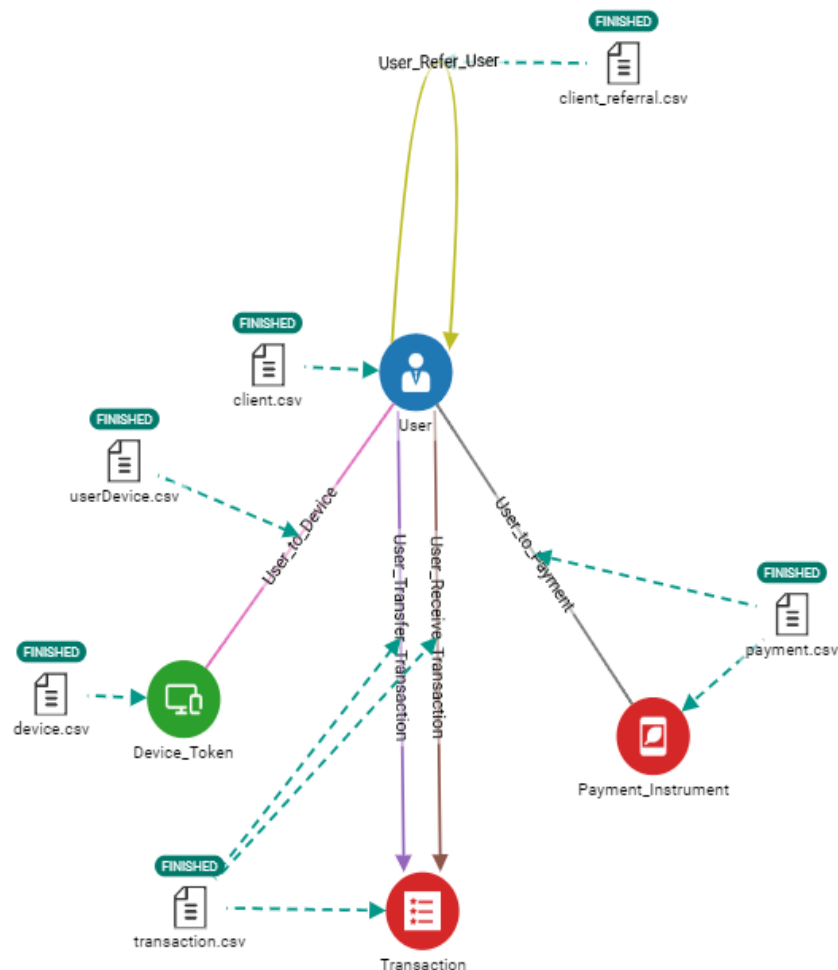 FINISHED
User_Refer_User
client_referral.csv
FINISHED
client.csv
User
FINISHED
userDevice.csv
User_to_Device
User_Transfer_Transaction
User_Receive_Transaction
User_to_Payment
FINISHED
payment.csv
FINISHED
device.csv
Device_Token
Payment_Instrument
FINISHED
transaction.csv
Transaction